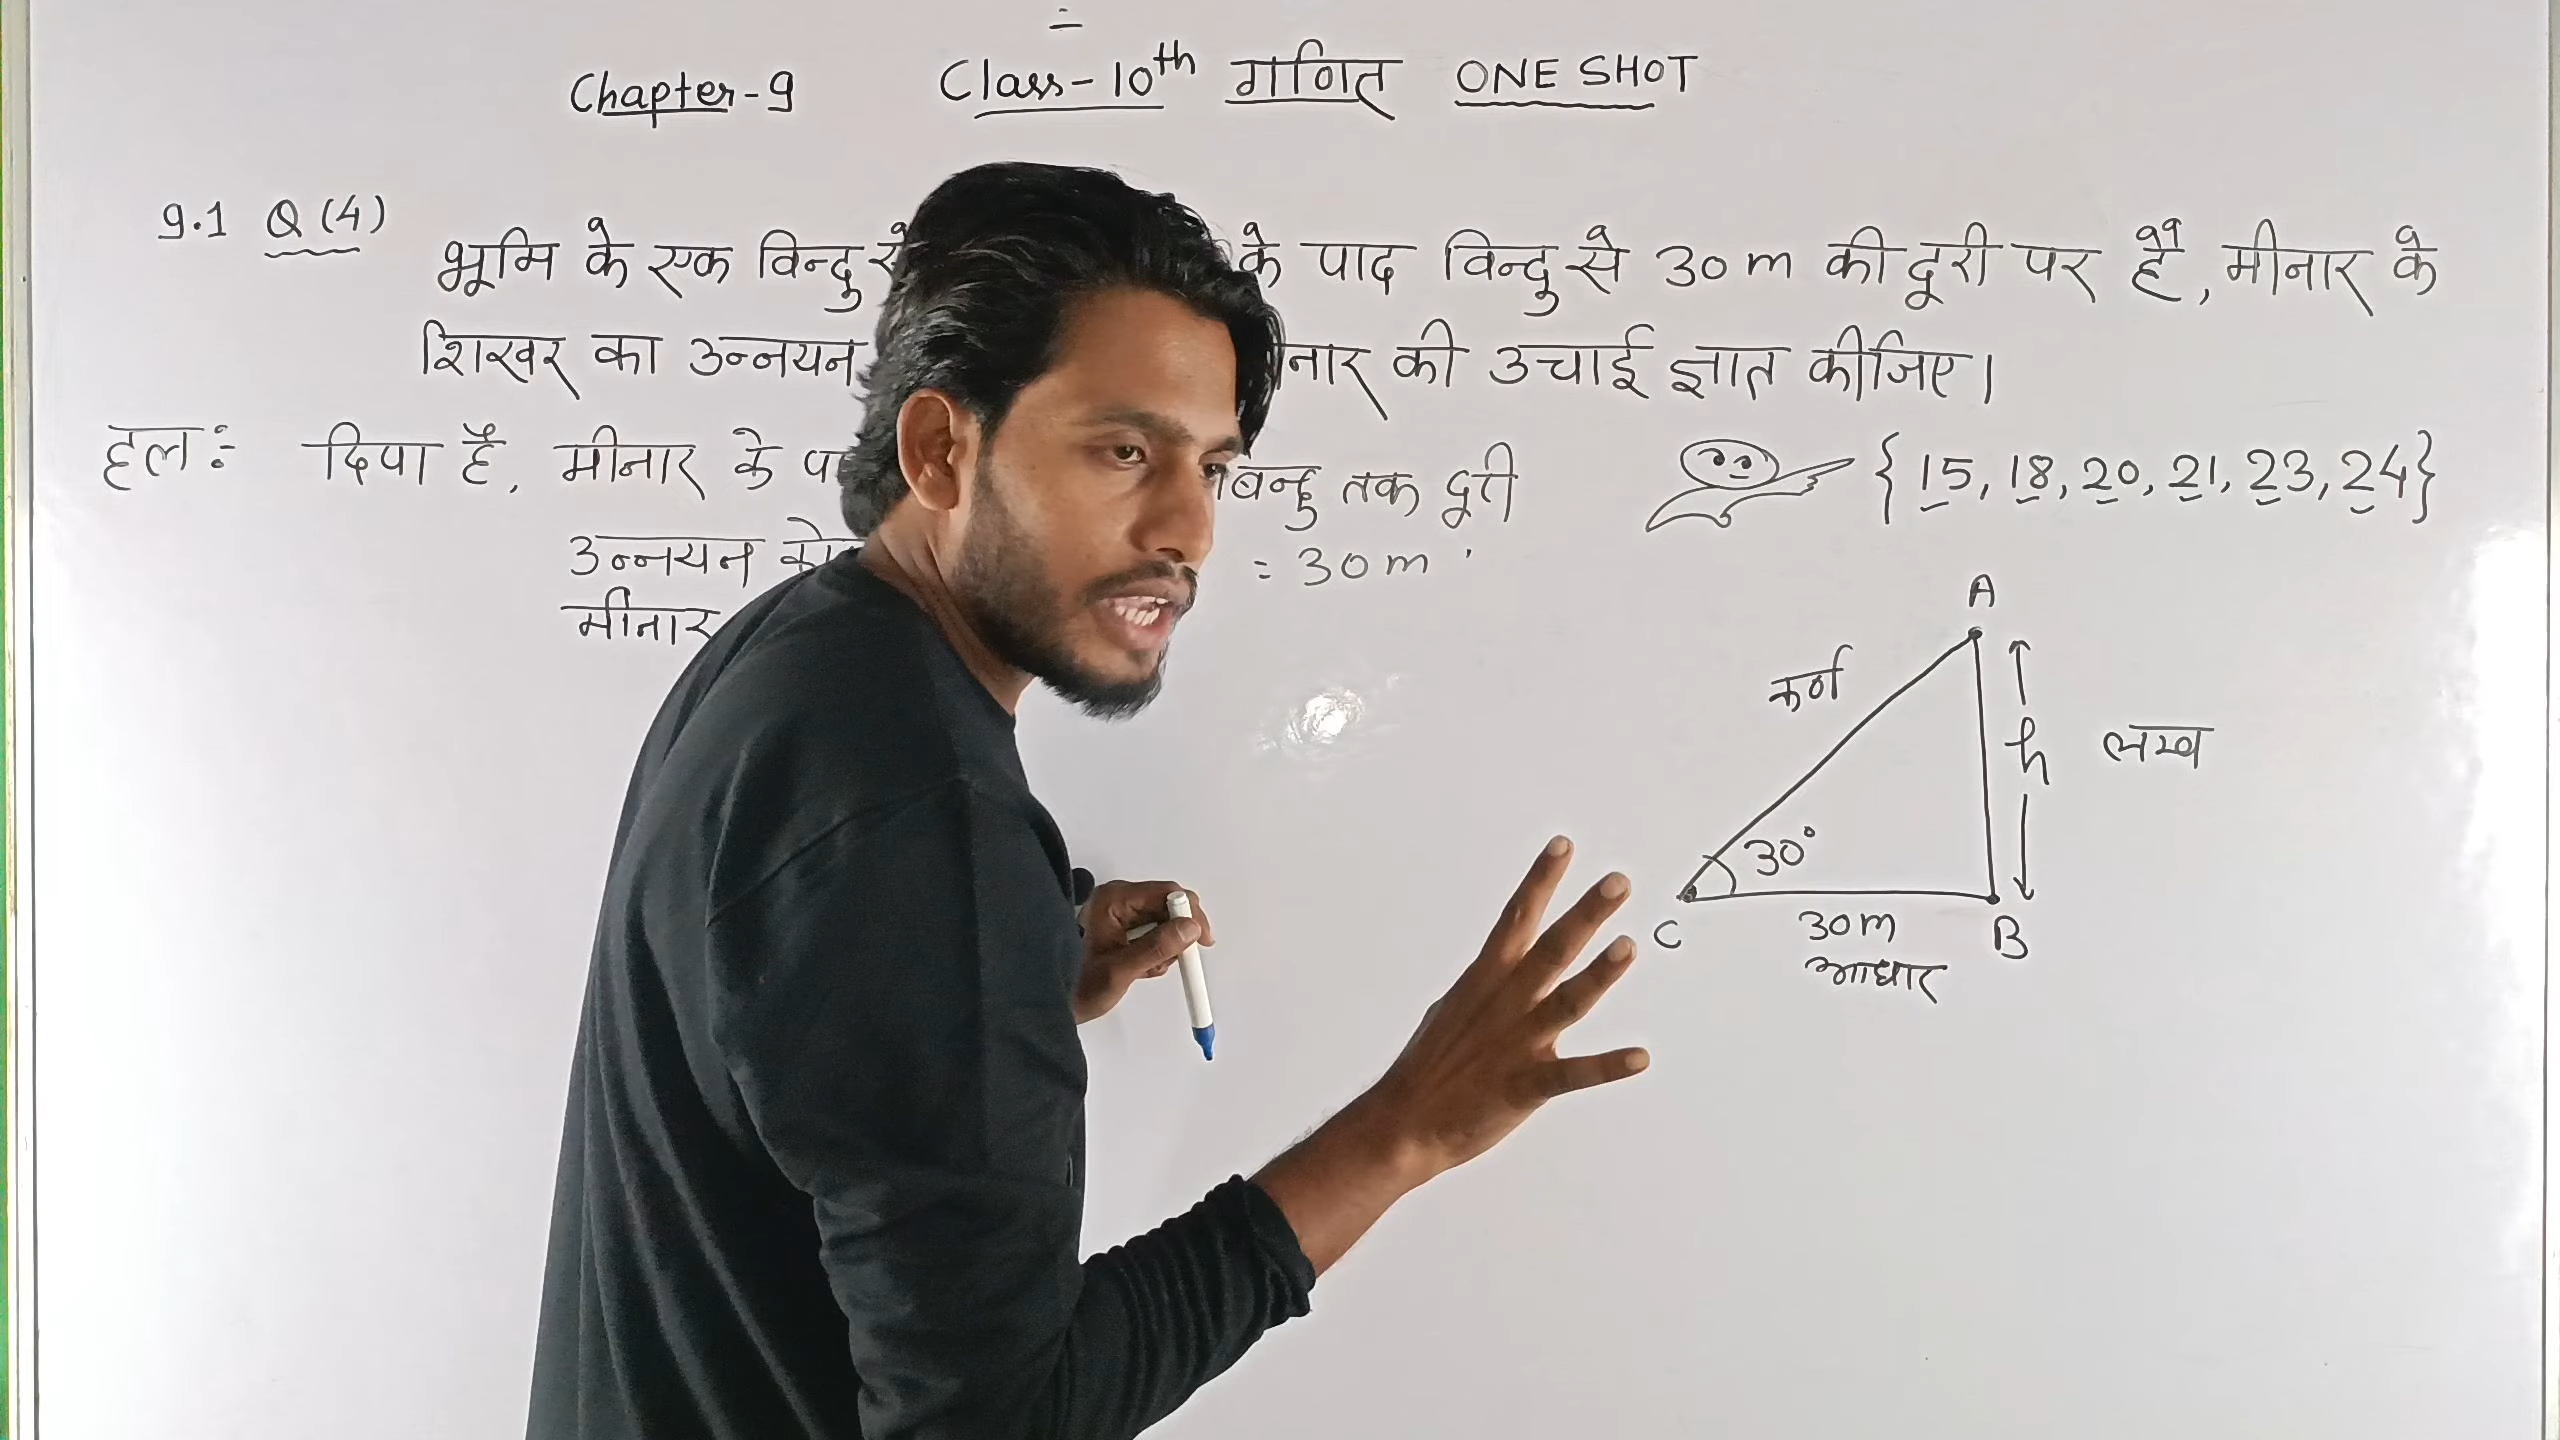 Chapter-9 Class-10th गणित ONE SHOT
9.1 Q (4)
भूमि के एक विन्दु से के पाद विन्दु से 30 m की दूरी पर है, मीनार के
शिखर का उन्नयन की उचाई ज्ञात कीजिए।
हल:- दिया है, मीनार के तक दूरी
{15, 18, 20, 21, 23, 24}
उन्नयन = 30 m
मीनार
A
कर्ण
h लम्ब
30°
C 30 m B
आधार